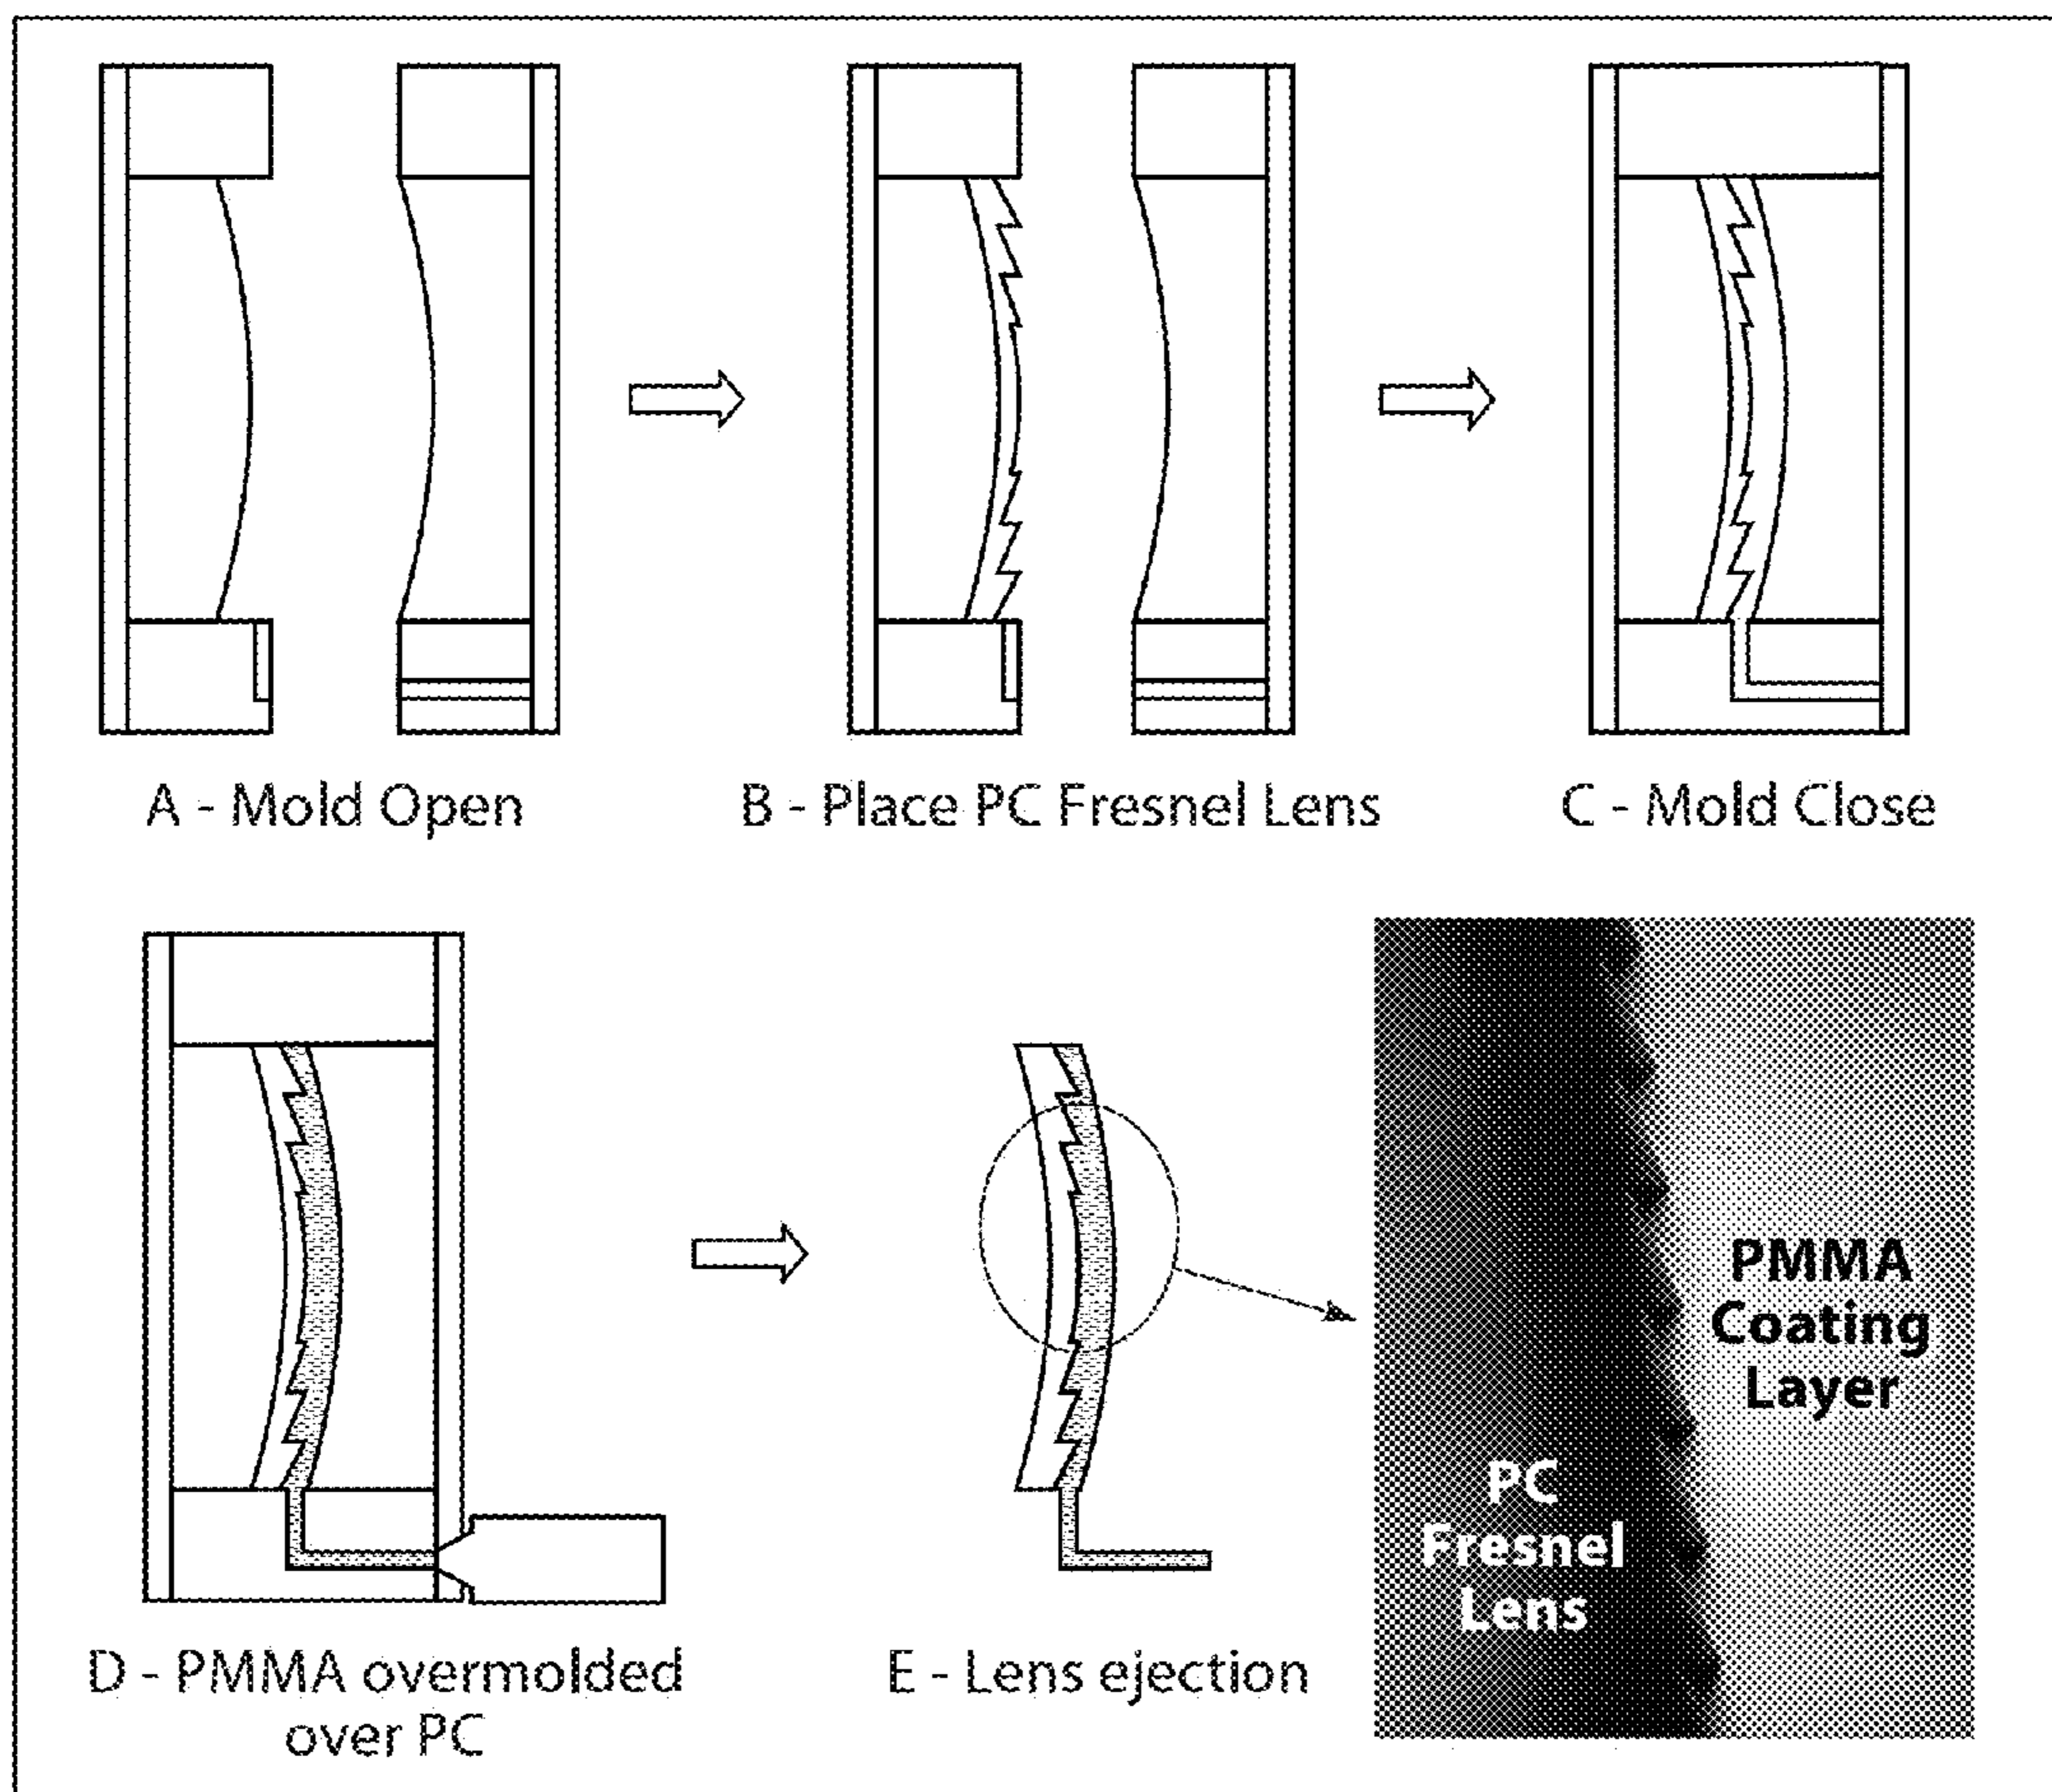 A - Mold Open
B - Place PC Fresnel Lens
C - Mold Close
D - PMMA overmolded
over PC
E - Lens ejection
PMMA
Coating
Layer
PC
Fresnel
Lens